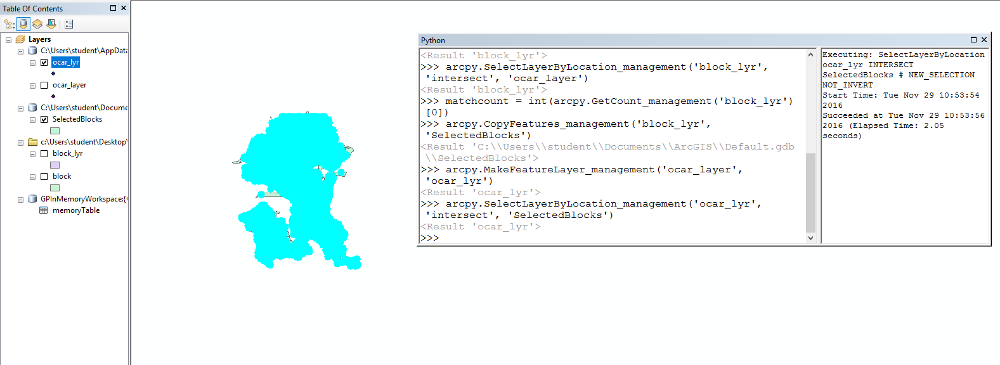 Table Of Contents
Layers
C:\Users\student\AppData
ocar_lyr
ocar_layer
C:\Users\student\Docume
SelectedBlocks
c:\Users\student\Desktop\
block_lyr
block
GPInMemoryWorkspace:{
memoryTable
Python
<Result 'block_lyr'>
>>> arcpy.SelectLayerByLocation_management('block_lyr',
'intersect', 'ocar_layer')
<Result 'block_lyr'>
>>> matchcount = int(arcpy.GetCount_management('block_lyr')
[0])
>>> arcpy.CopyFeatures_management('block_lyr',
'SelectedBlocks')
<Result 'C:\\Users\\student\\Documents\\ArcGIS\\Default.gdb
\\SelectedBlocks'>
>>> arcpy.MakeFeatureLayer_management('ocar_layer',
'ocar_lyr')
<Result 'ocar_lyr'>
>>> arcpy.SelectLayerByLocation_management('ocar_lyr',
'intersect', 'SelectedBlocks')
<Result 'ocar_lyr'>
>>>
Executing: SelectLayerByLocation
ocar_lyr INTERSECT
SelectedBlocks # NEW_SELECTION
NOT_INVERT
Start Time: Tue Nov 29 10:53:54
2016
Succeeded at Tue Nov 29 10:53:56
2016 (Elapsed Time: 2.05
seconds)